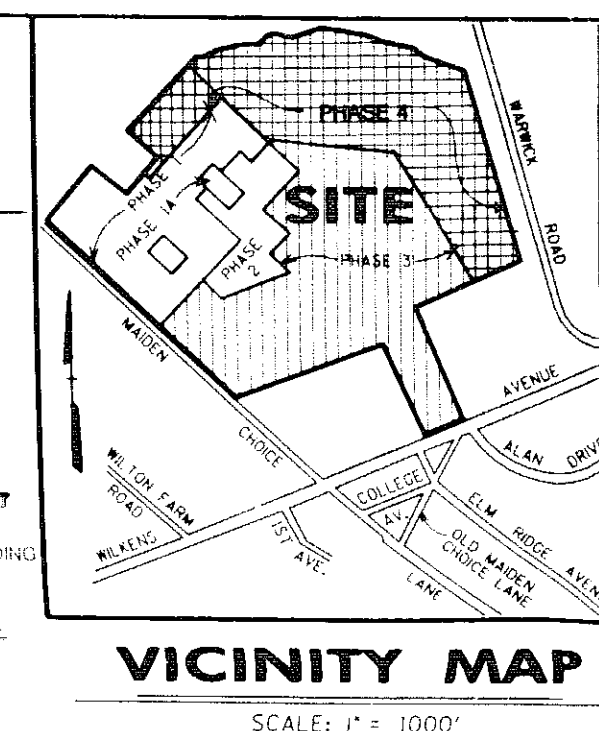 WARWICK
ROAD
PHASE 4
PHASE 1
PHASE 1A
SITE
PHASE
2
PHASE 3
MAIDEN
CHOICE
LANE
AVENUE
ALAN DRIVE
WILTON FARM
ROAD
WILKENS
1ST AVE.
COLLEGE
AV.
OLD MAIDEN
CHOICE LANE
ELM RIDGE AVEN
DING
VICINITY MAP
SCALE: 1" = 1000'